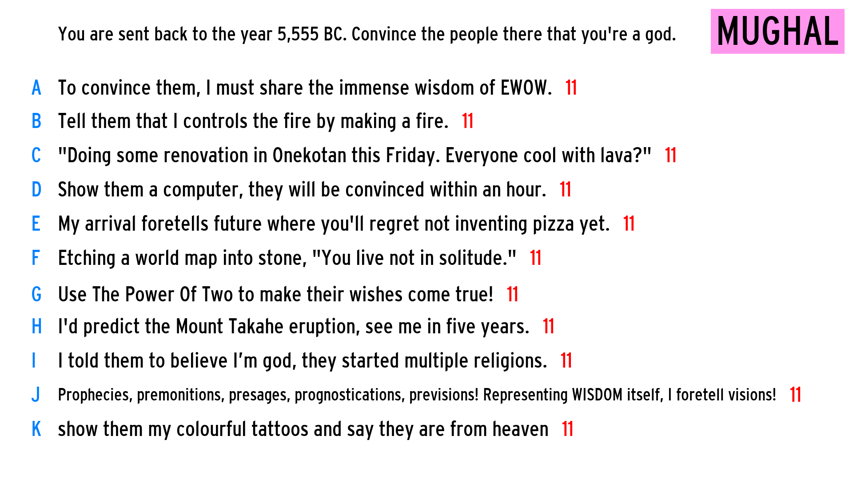 You are sent back to the year 5,555 BC. Convince the people there that you're a god.
MUGHAL
A To convince them, I must share the immense wisdom of EWOW. 11
B Tell them that I controls the fire by making a fire. 11
C "Doing some renovation in Onekotan this Friday. Everyone cool with lava?" 11
D Show them a computer, they will be convinced within an hour. 11
E My arrival foretells future where you'll regret not inventing pizza yet. 11
F Etching a world map into stone, "You live not in solitude." 11
G Use The Power Of Two to make their wishes come true! 11
H I'd predict the Mount Takahe eruption, see me in five years. 11
I I told them to believe I’m god, they started multiple religions. 11
J Prophecies, premonitions, presages, prognostications, previsions! Representing WISDOM itself, I foretell visions! 11
K show them my colourful tattoos and say they are from heaven 11